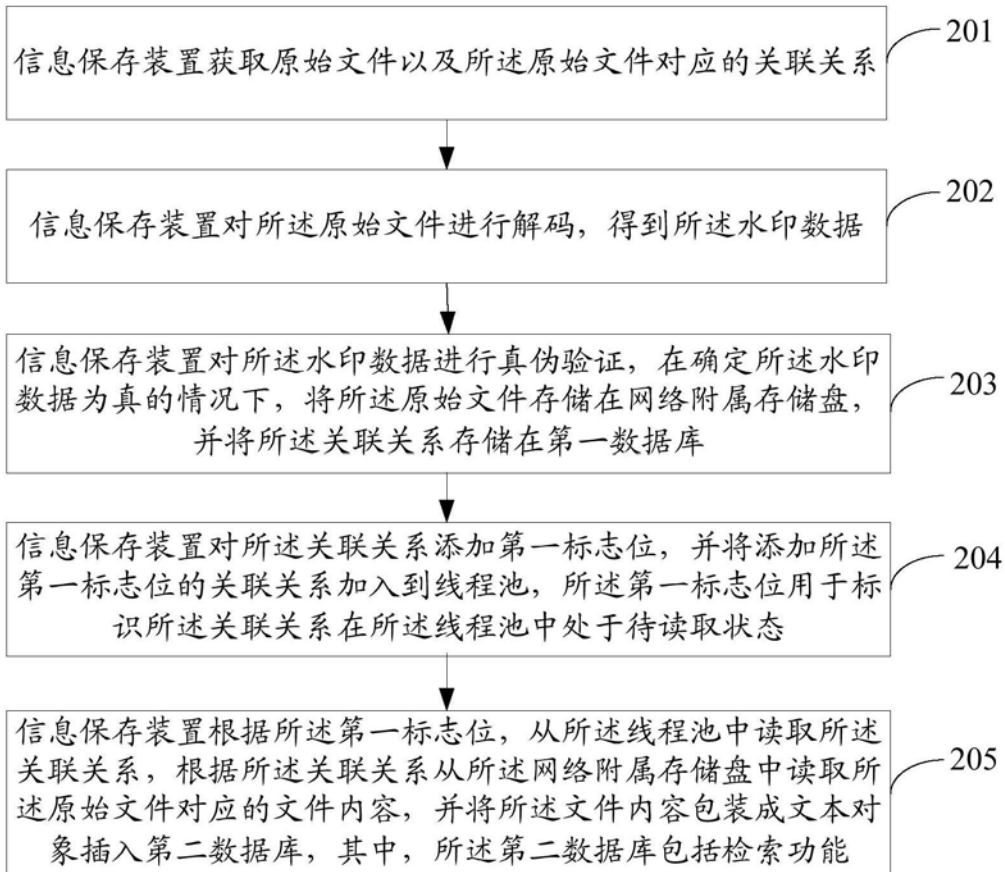 信息保存装置获取原始文件以及所述原始文件对应的关联关系
201
信息保存装置对所述原始文件进行解码，得到所述水印数据
202
信息保存装置对所述水印数据进行真伪验证，在确定所述水印
数据为真的情况下，将所述原始文件存储在网络附属存储盘，
并将所述关联关系存储在第一数据库
203
信息保存装置对所述关联关系添加第一标志位，并将添加所述
第一标志位的关联关系加入到线程池，所述第一标志位用于标
识所述关联关系在所述线程池中处于待读取状态
204
信息保存装置根据所述第一标志位，从所述线程池中读取所述
关联关系，根据所述关联关系从所述网络附属存储盘中读取所
述原始文件对应的文件内容，并将所述文件内容包装成文本对
象插入第二数据库，其中，所述第二数据库包括检索功能
205